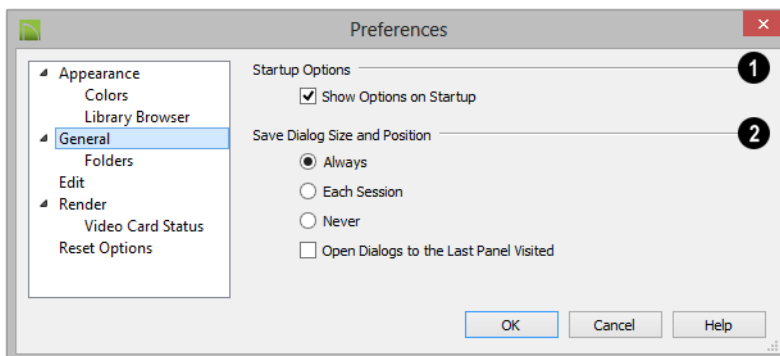 Preferences
Appearance
Colors
Library Browser
General
Folders
Edit
Render
Video Card Status
Reset Options
Startup Options
1
Show Options on Startup
Save Dialog Size and Position
2
Always
Each Session
Never
Open Dialogs to the Last Panel Visited
OK Cancel Help